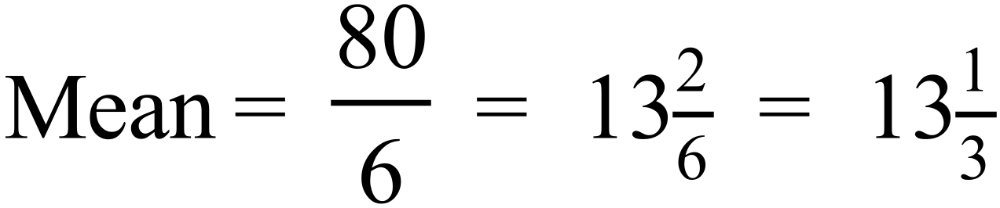 Mean = 80/6 = 13 2/6 = 13 1/3